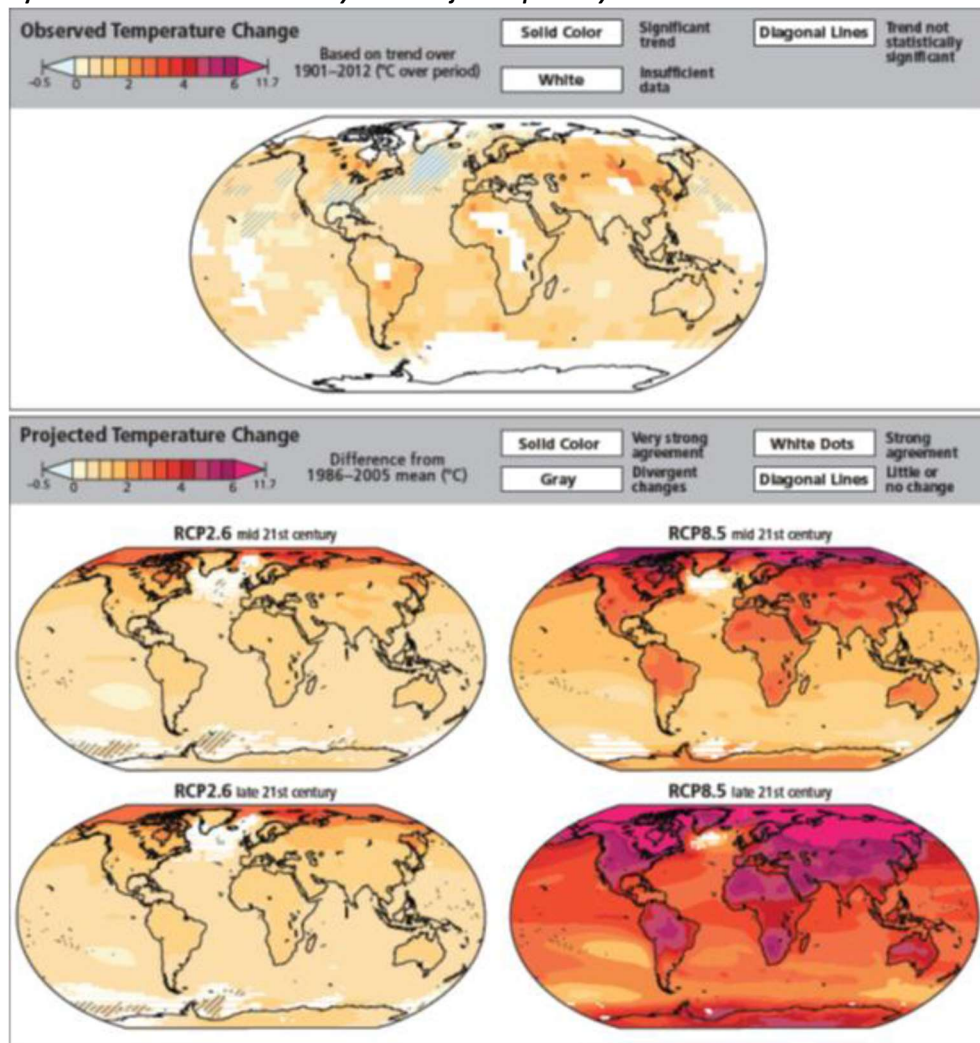 Observed Temperature Change
Based on trend over
1901–2012 (°C over period)
Solid Color
Significant
trend
Diagonal Lines
Trend not
statistically
significant
White
Insufficient
data
–0.5 0 2 4 6 11.7
Projected Temperature Change
Difference from
1986–2005 mean (°C)
Solid Color
Very strong
agreement
White Dots
Strong
agreement
Gray
Divergent
changes
Diagonal Lines
Little or
no change
–0.5 0 2 4 6 11.7
RCP2.6 mid 21st century
RCP8.5 mid 21st century
RCP2.6 late 21st century
RCP8.5 late 21st century